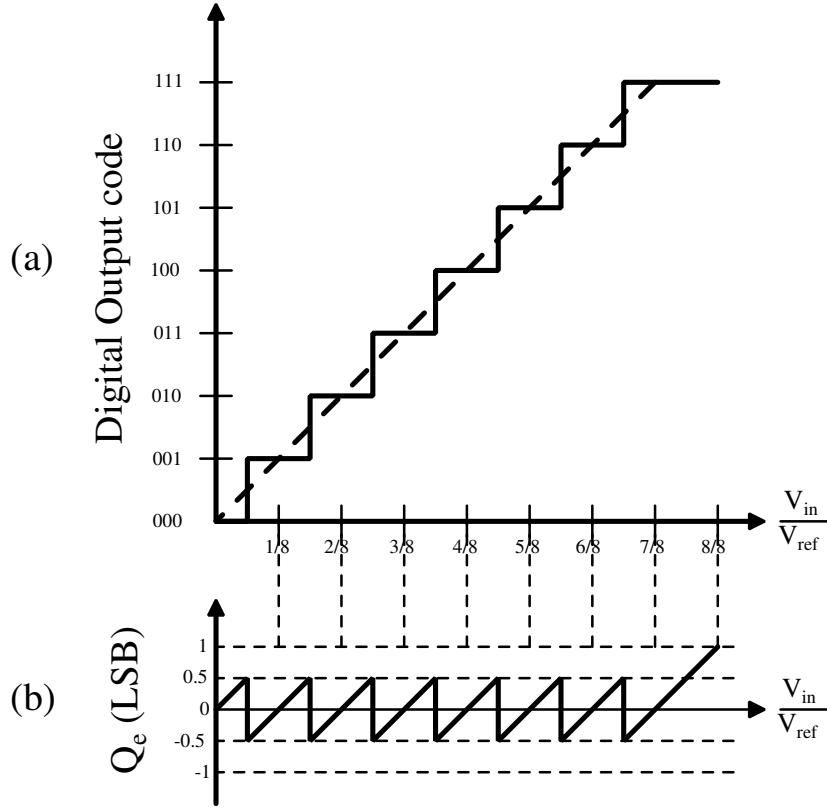 (a)
Digital Output code
111
110
101
100
011
010
001
000
1/8 2/8 3/8 4/8 5/8 6/8 7/8 8/8
V_in
V_ref
(b)
Q_e (LSB)
1
0.5
0
-0.5
-1
V_in
V_ref